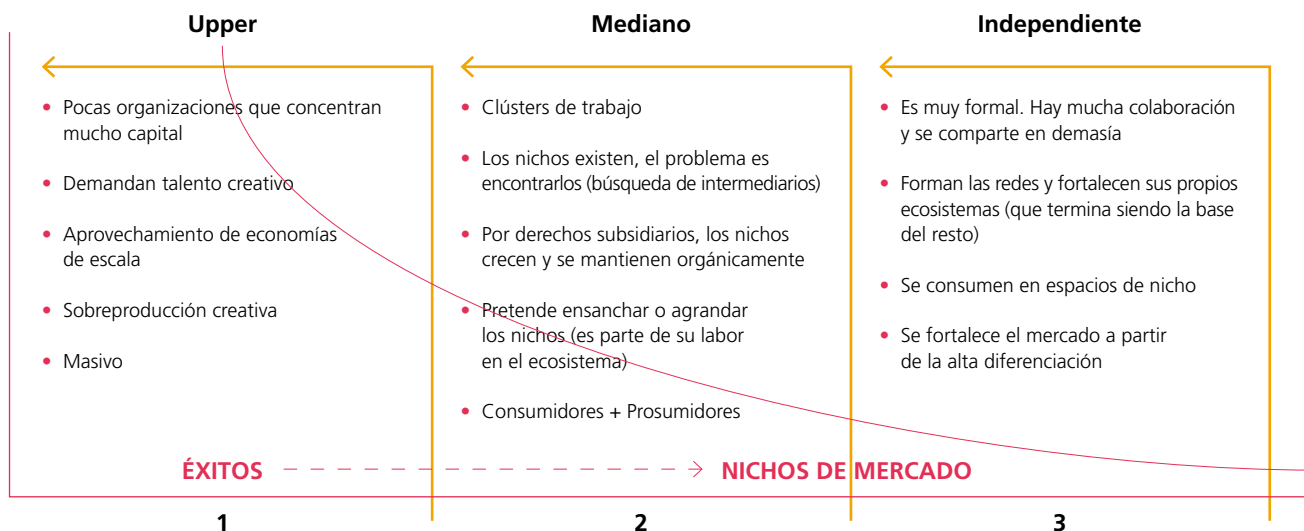 Upper
• Pocas organizaciones que concentran
mucho capital
• Demandan talento creativo
• Aprovechamiento de economías
de escala
• Sobreproducción creativa
• Masivo
Mediano
• Clústers de trabajo
• Los nichos existen, el problema es
encontrarlos (búsqueda de intermediarios)
• Por derechos subsidiarios, los nichos
crecen y se mantienen orgánicamente
• Pretende ensanchar o agrandar
los nichos (es parte de su labor
en el ecosistema)
• Consumidores + Prosumidores
Independiente
• Es muy formal. Hay mucha colaboración
y se comparte en demasía
• Forman las redes y fortalecen sus propios
ecosistemas (que termina siendo la base
del resto)
• Se consumen en espacios de nicho
• Se fortalece el mercado a partir
de la alta diferenciación
ÉXITOS
NICHOS DE MERCADO
1
2
3